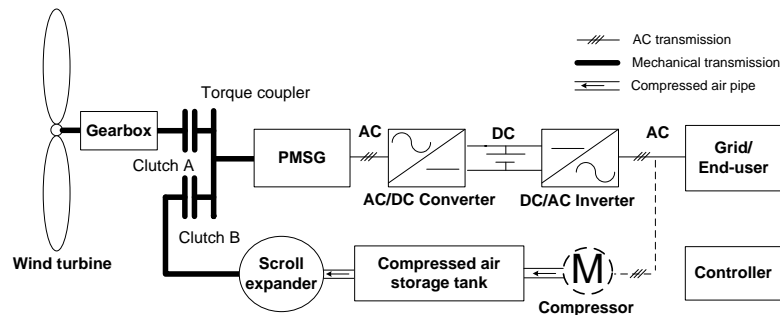 AC transmission
Mechanical transmission
Compressed air pipe
Torque coupler
Gearbox
Clutch A
PMSG
AC
DC
AC
Grid/
End-user
AC/DC Converter
DC/AC Inverter
Clutch B
Wind turbine
Scroll
expander
Compressed air
storage tank
M
Compressor
Controller